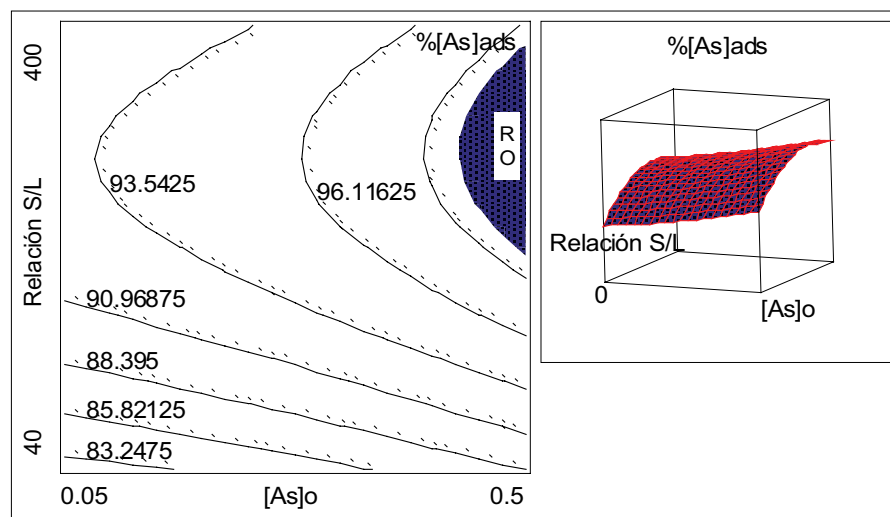 %[As]ads
400
R
O
93.5425
96.11625
Relación S/L
90.96875
88.395
85.82125
83.2475
40
0.05
[As]o
0.5
%[As]ads
Relación S/L
0
[As]o